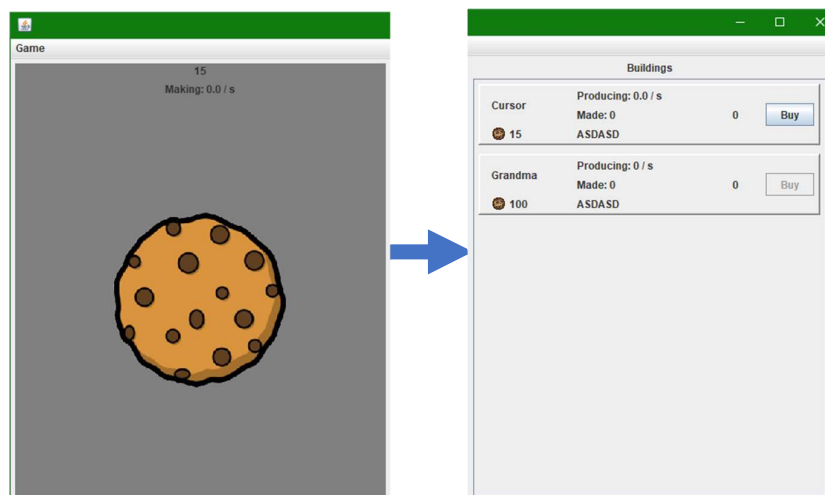 Game
15
Making: 0.0 / s
Buildings
Cursor
Producing: 0.0 / s
Made: 0
0
Buy
15
ASDASD
Grandma
Producing: 0 / s
Made: 0
0
Buy
100
ASDASD